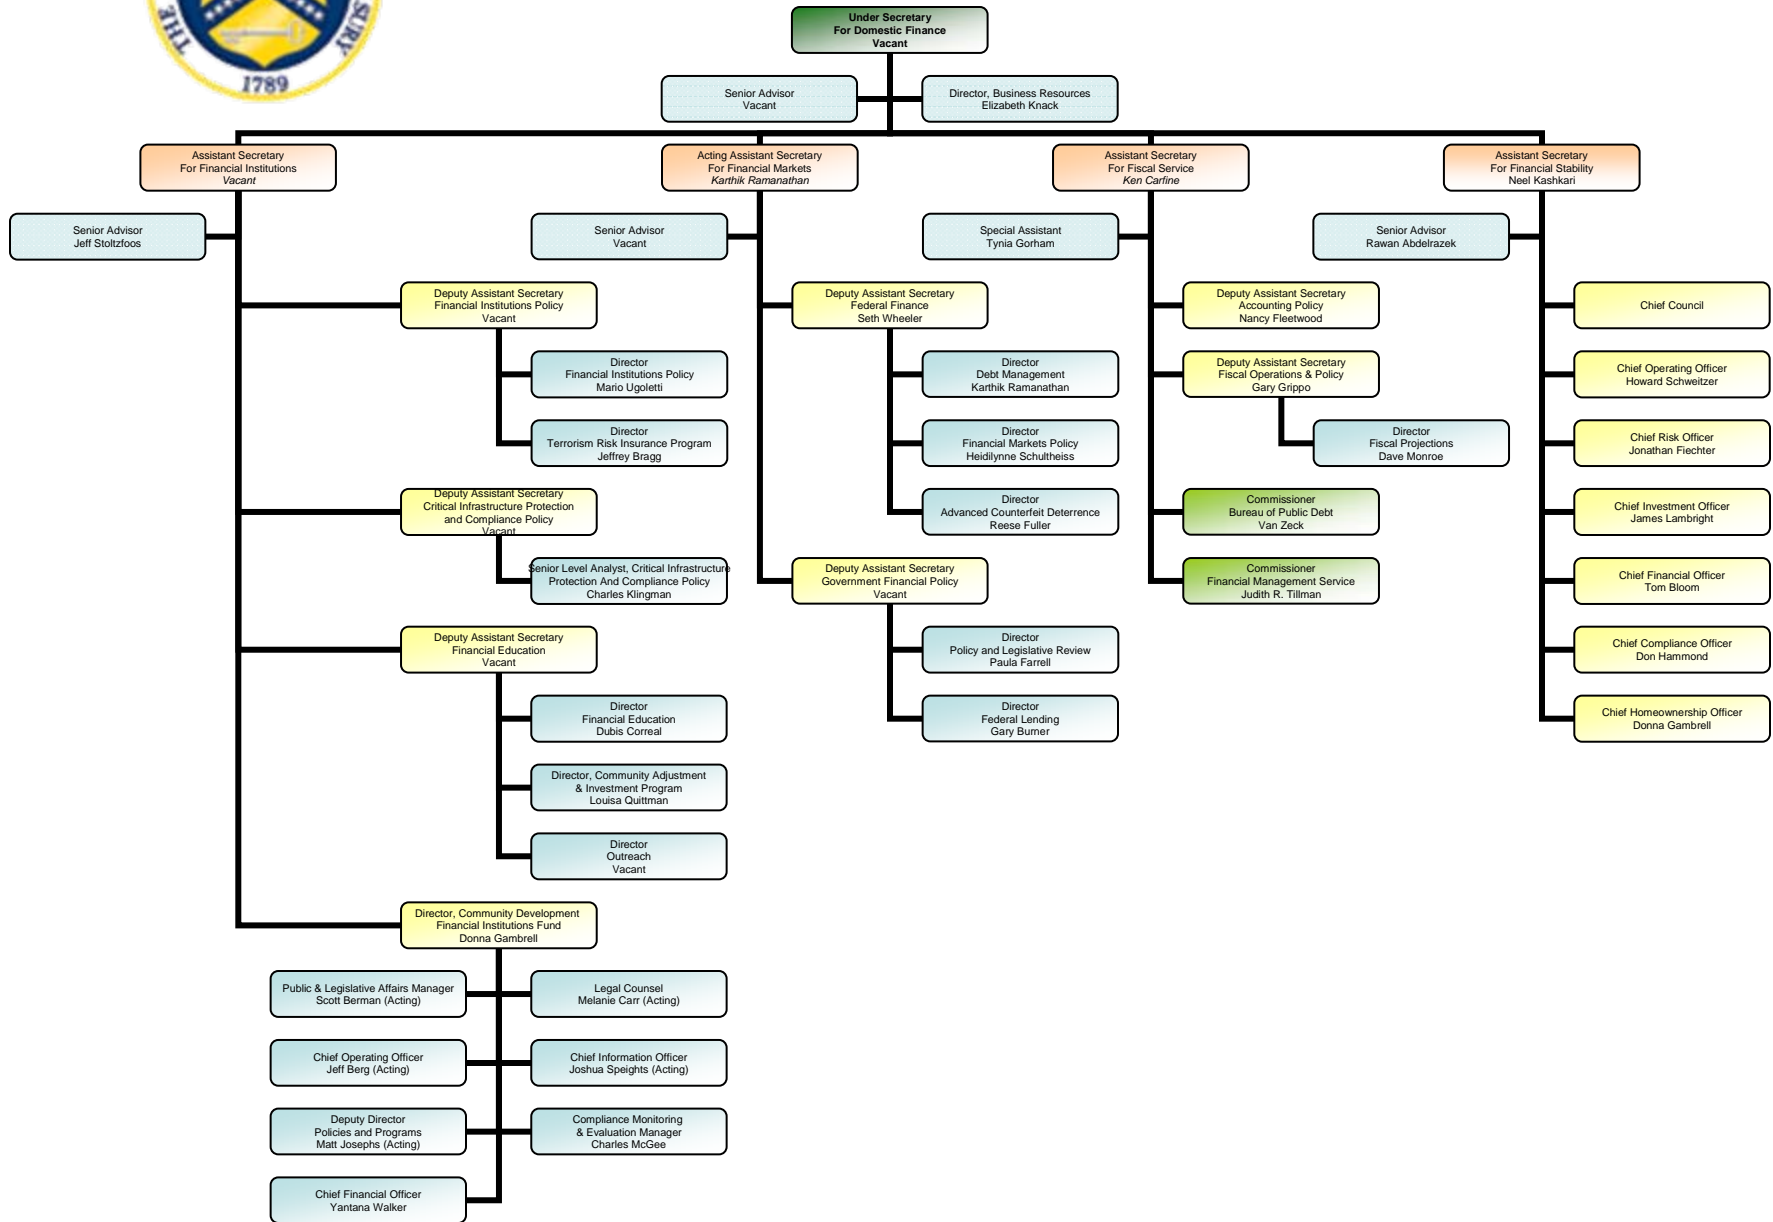 THE
SURY
1789
Under Secretary
For Domestic Finance
Vacant
Senior Advisor
Vacant
Director, Business Resources
Elizabeth Knack
Assistant Secretary
For Financial Institutions
Vacant
Acting Assistant Secretary
For Financial Markets
Karthik Ramanathan
Assistant Secretary
For Fiscal Service
Ken Carfine
Assistant Secretary
For Financial Stability
Neel Kashkari
Senior Advisor
Jeff Stoltzfoos
Senior Advisor
Vacant
Special Assistant
Tynia Gorham
Senior Advisor
Rawan Abdelrazek
Deputy Assistant Secretary
Financial Institutions Policy
Vacant
Deputy Assistant Secretary
Federal Finance
Seth Wheeler
Deputy Assistant Secretary
Accounting Policy
Nancy Fleetwood
Chief Council
Director
Financial Institutions Policy
Mario Ugoletti
Director
Debt Management
Karthik Ramanathan
Deputy Assistant Secretary
Fiscal Operations & Policy
Gary Grippo
Chief Operating Officer
Howard Schweitzer
Director
Terrorism Risk Insurance Program
Jeffrey Bragg
Director
Financial Markets Policy
Heidilynne Schultheiss
Director
Fiscal Projections
Dave Monroe
Chief Risk Officer
Jonathan Fiechter
Deputy Assistant Secretary
Critical Infrastructure Protection
and Compliance Policy
Vacant
Director
Advanced Counterfeit Deterrence
Reese Fuller
Commissioner
Bureau of Public Debt
Van Zeck
Chief Investment Officer
James Lambright
Senior Level Analyst, Critical Infrastructure
Protection And Compliance Policy
Charles Klingman
Deputy Assistant Secretary
Government Financial Policy
Vacant
Commissioner
Financial Management Service
Judith R. Tillman
Chief Financial Officer
Tom Bloom
Deputy Assistant Secretary
Financial Education
Vacant
Director
Policy and Legislative Review
Paula Farrell
Chief Compliance Officer
Don Hammond
Director
Financial Education
Dubis Correal
Director
Federal Lending
Gary Burner
Chief Homeownership Officer
Donna Gambrell
Director, Community Adjustment
& Investment Program
Louisa Quittman
Director
Outreach
Vacant
Director, Community Development
Financial Institutions Fund
Donna Gambrell
Public & Legislative Affairs Manager
Scott Berman (Acting)
Legal Counsel
Melanie Carr (Acting)
Chief Operating Officer
Jeff Berg (Acting)
Chief Information Officer
Joshua Speights (Acting)
Deputy Director
Policies and Programs
Matt Josephs (Acting)
Compliance Monitoring
& Evaluation Manager
Charles McGee
Chief Financial Officer
Yantana Walker